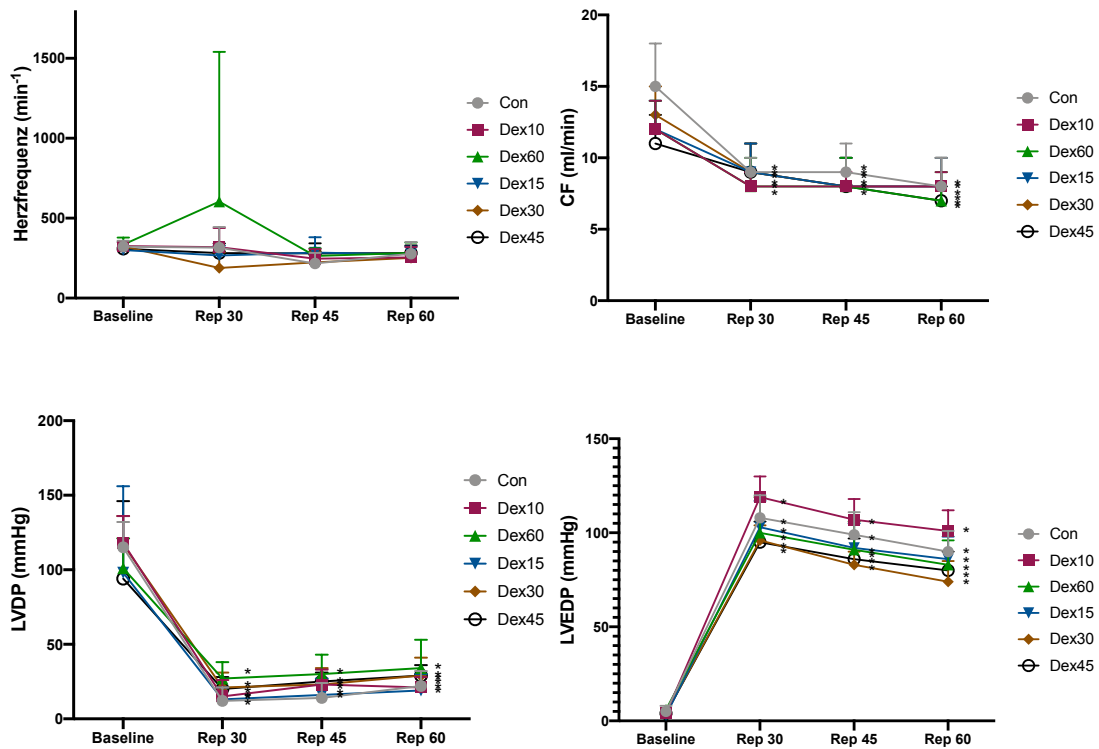 Herzfrequenz (min⁻¹)
1500
1000
500
0
Baseline Rep 30 Rep 45 Rep 60
Con
Dex10
Dex60
Dex15
Dex30
Dex45
CF (ml/min)
20
15
10
5
0
Baseline Rep 30 Rep 45 Rep 60
Con
Dex10
Dex60
Dex15
Dex30
Dex45
LVDP (mmHg)
200
150
100
50
0
Baseline Rep 30 Rep 45 Rep 60
Con
Dex10
Dex60
Dex15
Dex30
Dex45
LVEDP (mmHg)
150
100
50
0
Baseline Rep 30 Rep 45 Rep 60
Con
Dex10
Dex60
Dex15
Dex30
Dex45